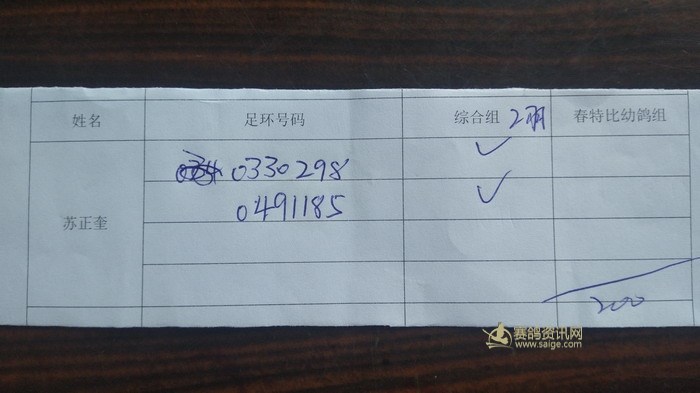 姓名 足环号码 综合组 2羽 春特比幼鸽组
0330298
苏正奎 0491185
200
赛鸽资讯网
www.saige.com